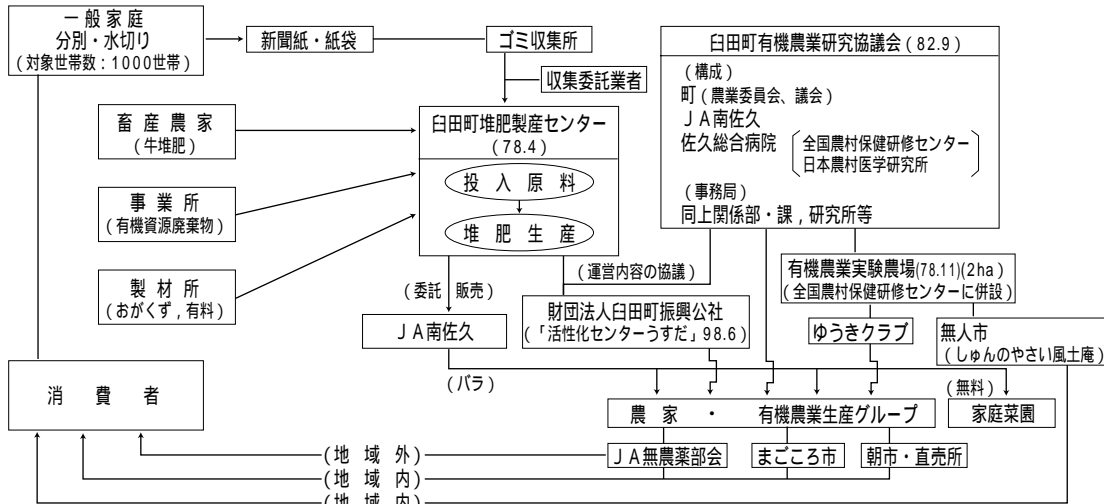 一般家庭
分別・水切り
(対象世帯数：1000世帯)
新聞紙・紙袋
ゴミ収集所
収集委託業者
臼田町有機農業研究協議会(82.9)
(構成)
町(農業委員会、議会)
ＪＡ南佐久
佐久総合病院
全国農村保健研修センター
日本農村医学研究所
(事務局)
同上関係部・課，研究所等
畜産農家
(牛堆肥)
事業所
(有機資源廃棄物)
製材所
(おがくず，有料)
臼田町堆肥製産センター
(78.4)
投入原料
堆肥生産
(委託 販売)
(運営内容の協議)
ＪＡ南佐久
財団法人臼田町振興公社
(「活性化センターうすだ」98.6)
有機農業実験農場(78.11)(2ha)
(全国農村保健研修センターに併設)
ゆうきクラブ
無人市
(しゅんのやさい風土庵)
消費者
(バラ)
(無料)
農家・有機農業生産グループ
家庭菜園
ＪＡ無農薬部会
まごころ市
朝市・直売所
(地域外)
(地域内)
(地域内)